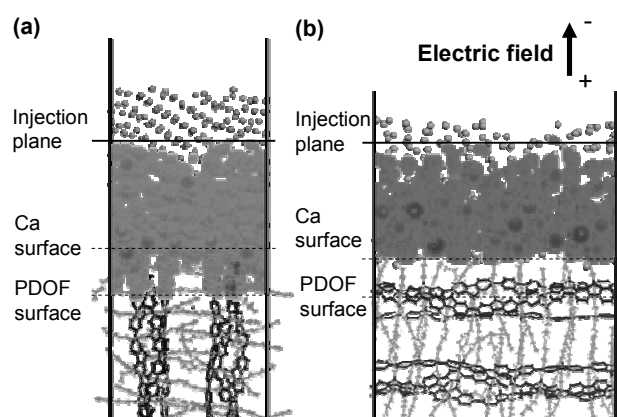 (a)
Injection
plane
Ca
surface
PDOF
surface
(b)
Electric field
-
+
Injection
plane
Ca
surface
PDOF
surface